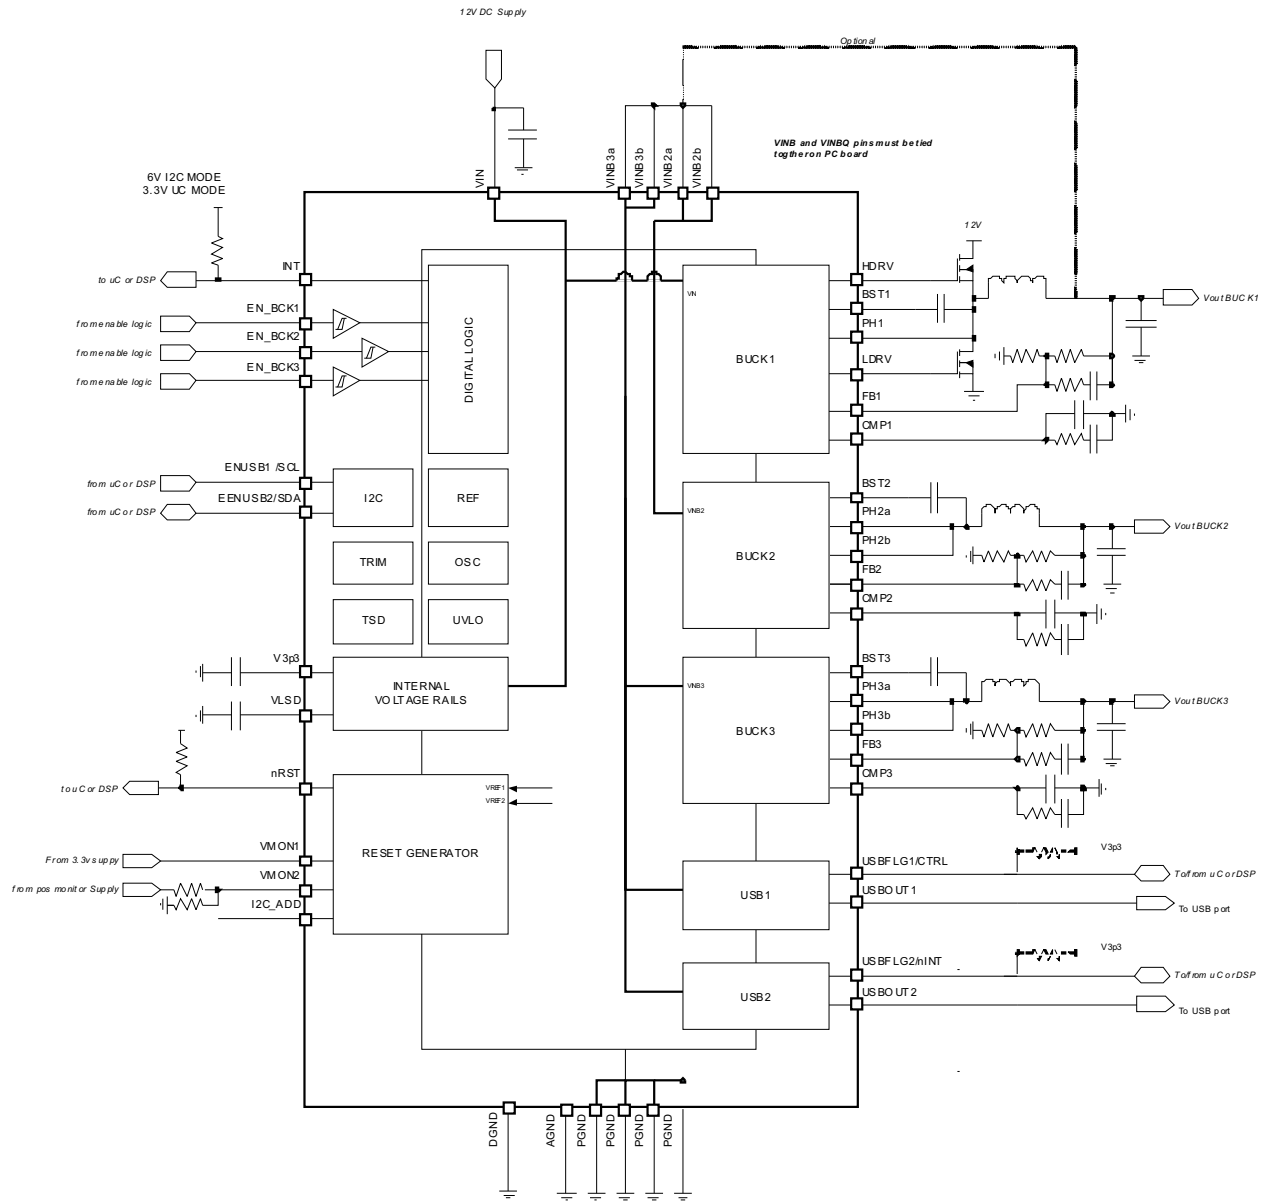 12V DC Supply
Optional
VINB and VINBQ pins must be tied
togther on PC board
VIN
VINB3a
VINB3b
VINB2a
VINB2b
6V I2C MODE
3.3V UC MODE
12V
INT
to uC or DSP
EN_BCK1
from enable logic
EN_BCK2
from enable logic
EN_BCK3
from enable logic
DIGITAL LOGIC
VIN
BUCK1
HDRV
BST1
PH1
LDRV
FB1
CMP1
Vout BUCK1
ENUSB1 /SCL
from uC or DSP
EENUSB2/SDA
from uC or DSP
I2C
REF
TRIM
OSC
TSD
UVLO
VINB2
BUCK2
BST2
PH2a
PH2b
FB2
CMP2
Vout BUCK2
V3p3
VLSD
INTERNAL
VOLTAGE RAILS
VINB3
BUCK3
BST3
PH3a
PH3b
FB3
CMP3
Vout BUCK3
nRST
to uC or DSP
VREF1
VREF2
RESET GENERATOR
VMON1
From 3.3v suppy
VMON2
from pos monitor Supply
I2C_ADD
USB1
USBFLG1/CTRL
V3p3
To/from uC or DSP
USBOUT1
To USB port
USB2
USBFLG2/nINT
V3p3
To/from uC or DSP
USBOUT2
To USB port
DGND
AGND
PGND
PGND
PGND
PGND